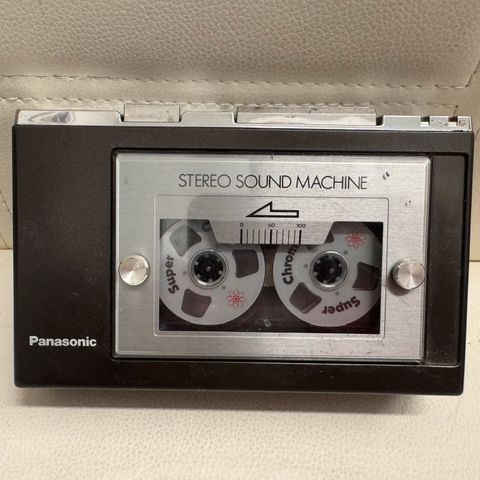 STEREO SOUND MACHINE
0 50 100
Super
C
Chrom
Super
Panasonic